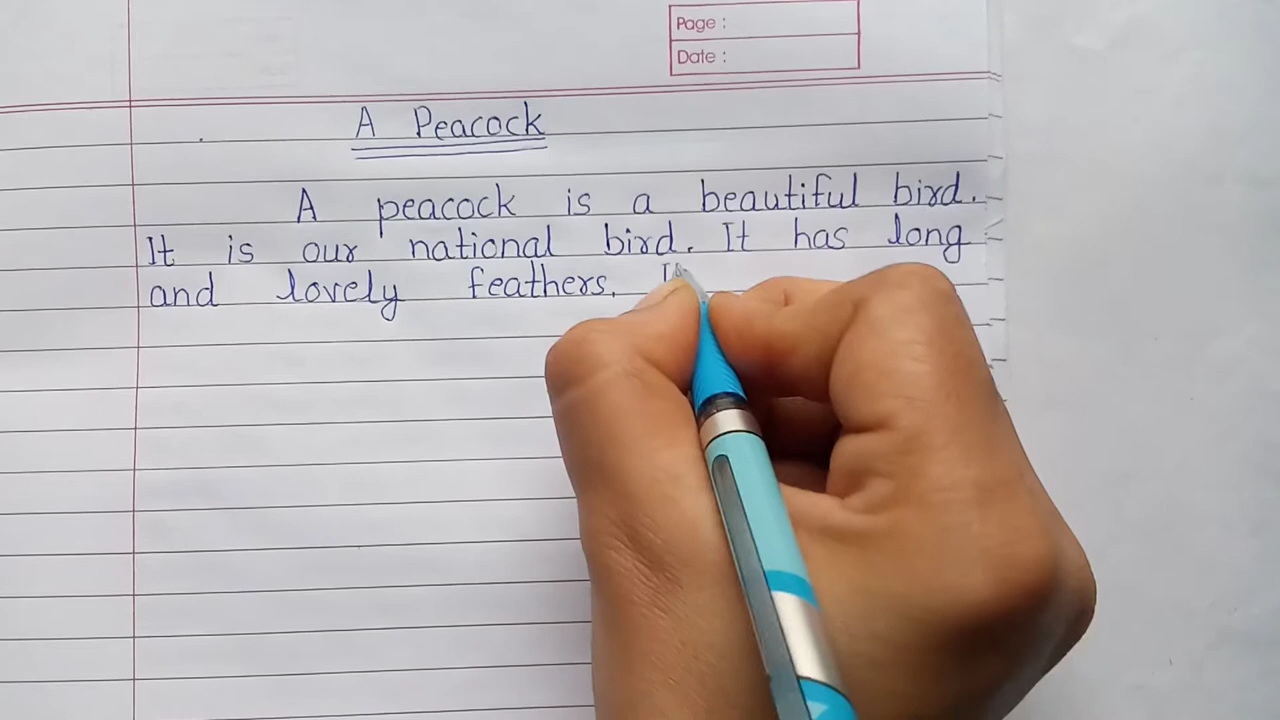 Page :
Date :
A Peacock
A peacock is a beautiful bird.
It is our national bird. It has long
and lovely feathers.